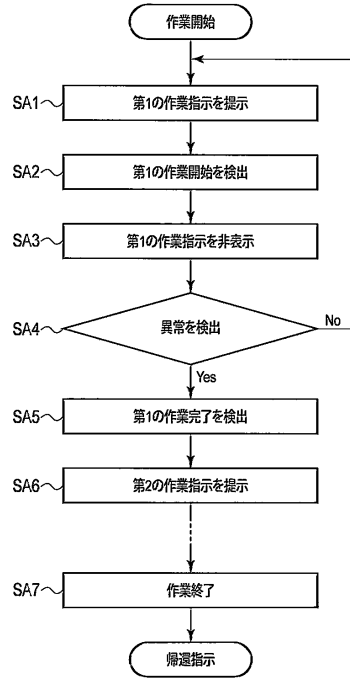 作業開始
SA1 第1の作業指示を提示
SA2 第1の作業開始を検出
SA3 第1の作業指示を非表示
SA4 異常を検出 No
Yes
SA5 第1の作業完了を検出
SA6 第2の作業指示を提示
SA7 作業終了
帰還指示